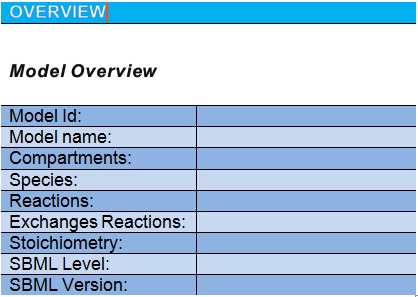 OVERVIEW
Model Overview
Model Id:
Model name:
Compartments:
Species:
Reactions:
Exchanges Reactions:
Stoichiometry:
SBML Level:
SBML Version: